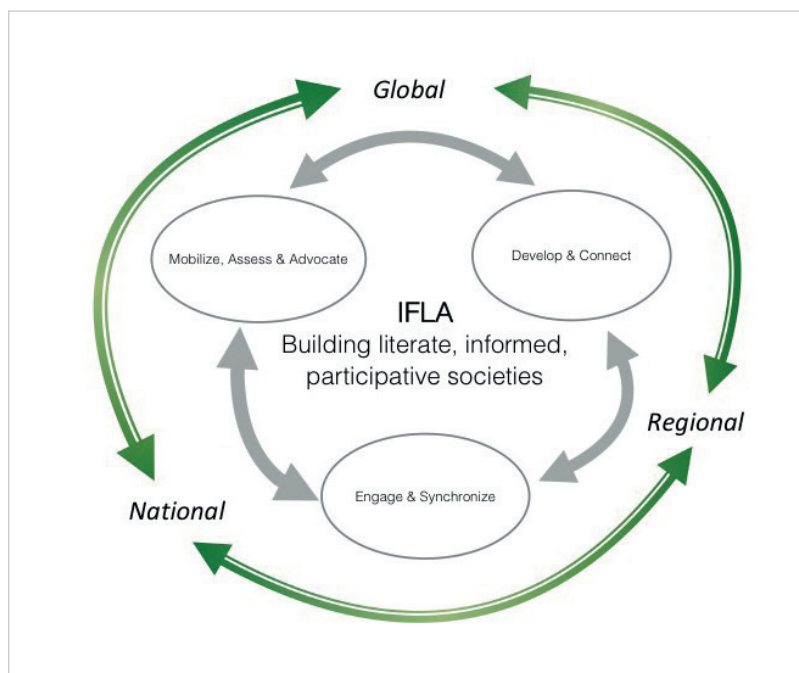 Global
Mobilize, Assess & Advocate
Develop & Connect
IFLA
Building literate, informed,
participative societies
Regional
Engage & Synchronize
National